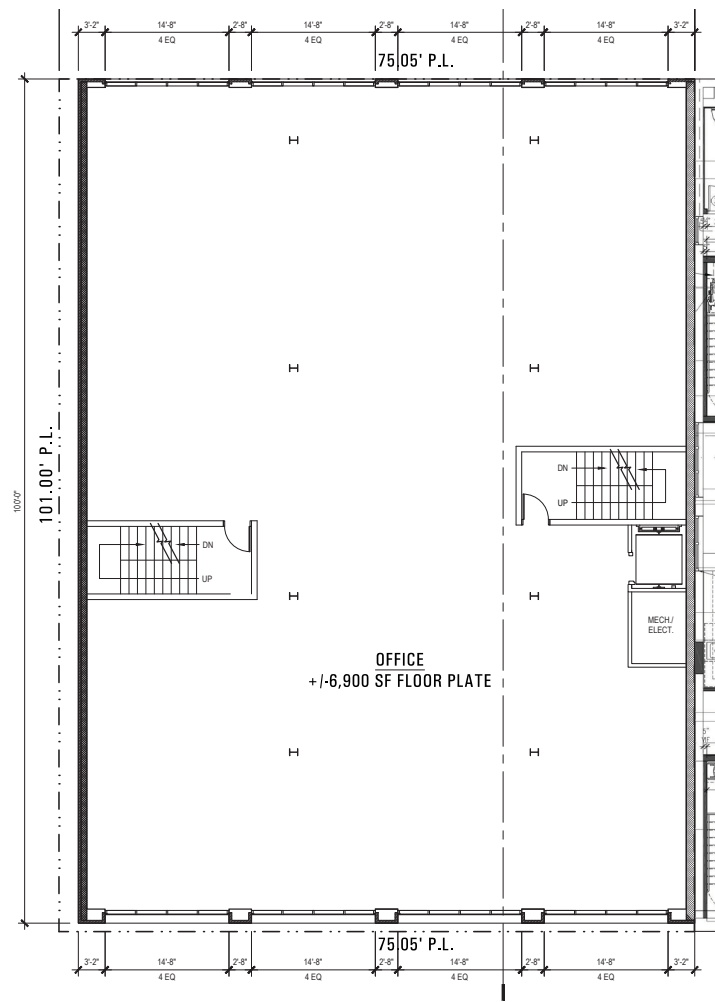 3'-2" 14'-8" 2'-8" 14'-8" 2'-8" 14'-8" 2'-8" 14'-8" 3'-2"
4 EQ 4 EQ 4 EQ 4 EQ
75.05' P.L.
101.00' P.L.
100'-0"
DN
UP
DN
UP
MECH./
ELECT.
OFFICE
+/-6,900 SF FLOOR PLATE
75.05' P.L.
3'-2" 14'-8" 2'-8" 14'-8" 2'-8" 14'-8" 2'-8" 14'-8" 3'-2"
4 EQ 4 EQ 4 EQ 4 EQ